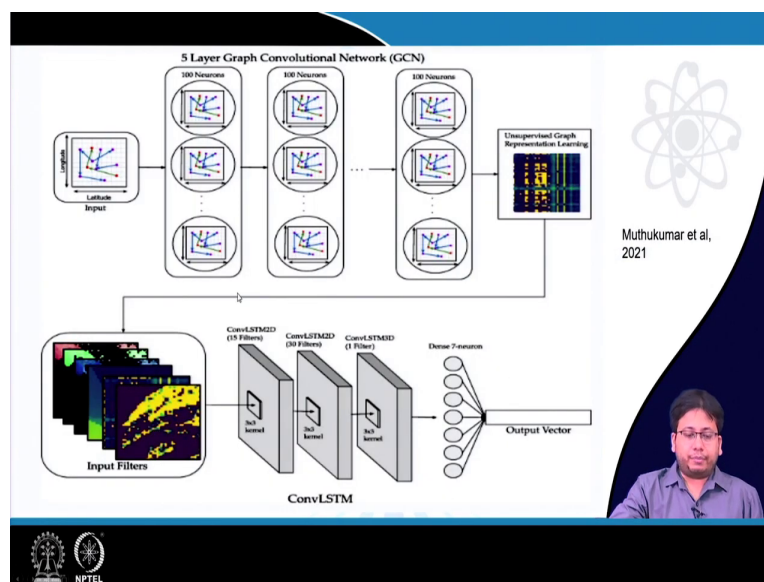 5 Layer Graph Convolutional Network (GCN)
100 Neurons
100 Neurons
100 Neurons
Longitude
Latitude
Input
...
Unsupervised Graph
Representation Learning
Muthukumar et al,
2021
ConvLSTM2D
(15 Filters)
ConvLSTM2D
(30 Filters)
ConvLSTM3D
(1 Filter)
Dense 7-neuron
3x3
kernel
3x3
kernel
3x3
kernel
Output Vector
Input Filters
ConvLSTM
NPTEL